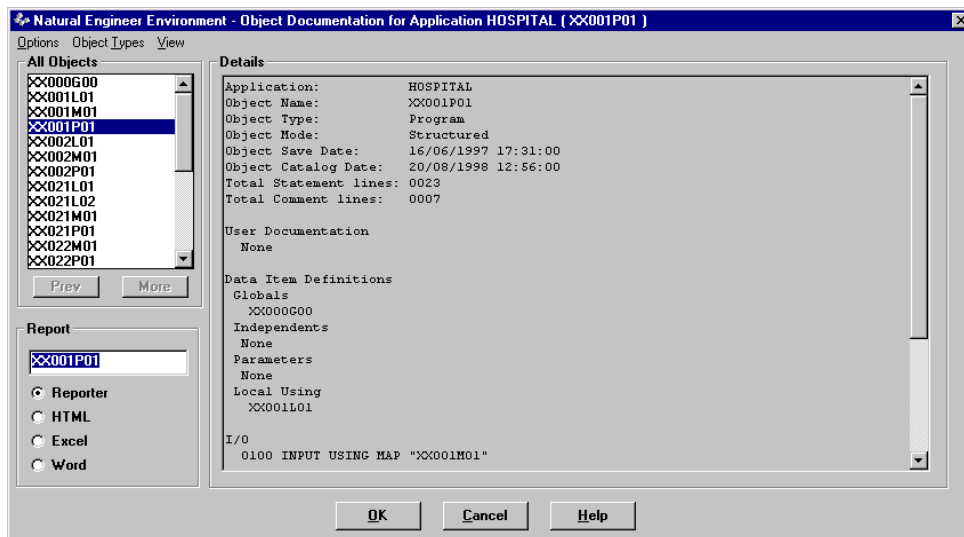 Natural Engineer Environment - Object Documentation for Application HOSPITAL ( XX001P01 )
Options Object Types View
All Objects
XX000G00
XX001L01
XX001M01
XX001P01
XX002L01
XX002M01
XX002P01
XX021L01
XX021L02
XX021M01
XX021P01
XX022M01
XX022P01
Prev More
Report
XX001P01
Reporter
HTML
Excel
Word
Details
Application: HOSPITAL
Object Name: XX001P01
Object Type: Program
Object Mode: Structured
Object Save Date: 16/06/1997 17:31:00
Object Catalog Date: 20/08/1998 12:56:00
Total Statement lines: 0023
Total Comment lines: 0007
User Documentation
None
Data Item Definitions
Globals
XX000G00
Independents
None
Parameters
None
Local Using
XX001L01
I/O
0100 INPUT USING MAP "XX001M01"
OK Cancel Help